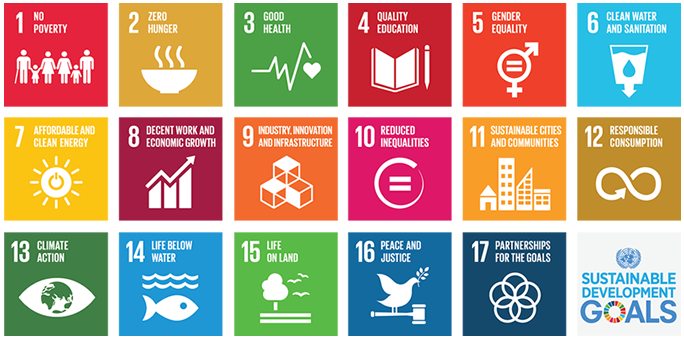 1 NO
POVERTY
2 ZERO
HUNGER
3 GOOD
HEALTH
4 QUALITY
EDUCATION
5 GENDER
EQUALITY
6 CLEAN WATER
AND SANITATION
7 AFFORDABLE AND
CLEAN ENERGY
8 DECENT WORK AND
ECONOMIC GROWTH
9 INDUSTRY, INNOVATION
AND INFRASTRUCTURE
10 REDUCED
INEQUALITIES
11 SUSTAINABLE CITIES
AND COMMUNITIES
12 RESPONSIBLE
CONSUMPTION
13 CLIMATE
ACTION
14 LIFE BELOW
WATER
15 LIFE
ON LAND
16 PEACE AND
JUSTICE
17 PARTNERSHIPS
FOR THE GOALS
SUSTAINABLE
DEVELOPMENT
GOALS